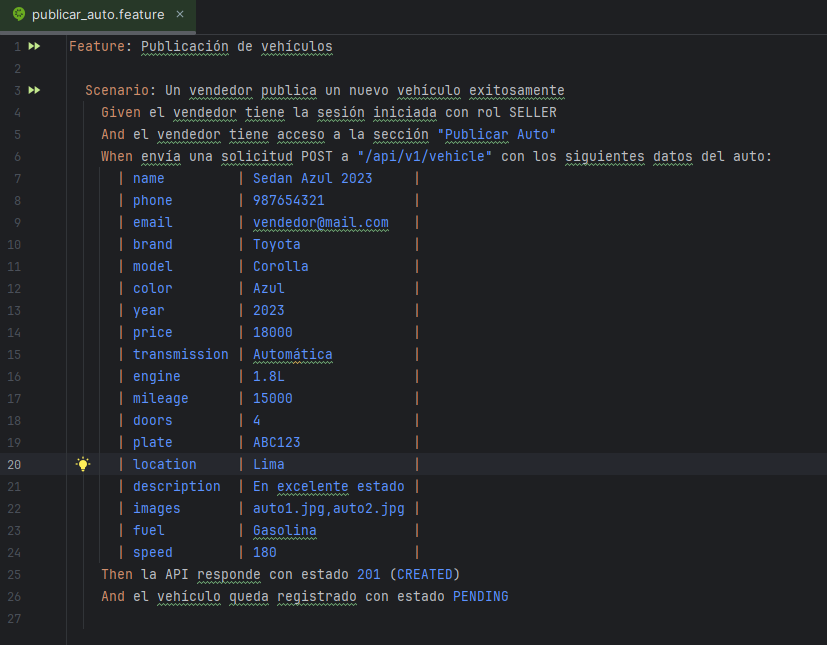 publicar_auto.feature ×
1 Feature: Publicación de vehículos
2
3 Scenario: Un vendedor publica un nuevo vehículo exitosamente
4 Given el vendedor tiene la sesión iniciada con rol SELLER
5 And el vendedor tiene acceso a la sección "Publicar Auto"
6 When envía una solicitud POST a "/api/v1/vehicle" con los siguientes datos del auto:
7 | name | Sedan Azul 2023 |
8 | phone | 987654321 |
9 | email | vendedor@mail.com |
10 | brand | Toyota |
11 | model | Corolla |
12 | color | Azul |
13 | year | 2023 |
14 | price | 18000 |
15 | transmission | Automática |
16 | engine | 1.8L |
17 | mileage | 15000 |
18 | doors | 4 |
19 | plate | ABC123 |
20 | location | Lima |
21 | description | En excelente estado |
22 | images | auto1.jpg,auto2.jpg |
23 | fuel | Gasolina |
24 | speed | 180 |
25 Then la API responde con estado 201 (CREATED)
26 And el vehículo queda registrado con estado PENDING
27